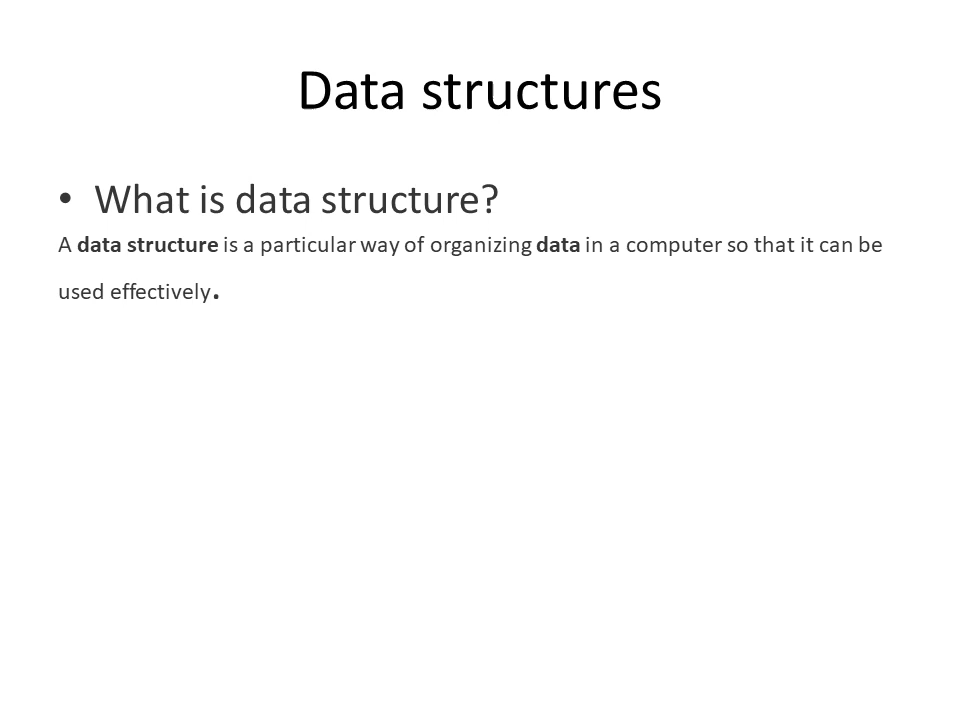 Data structures
• What is data structure?
A data structure is a particular way of organizing data in a computer so that it can be
used effectively.